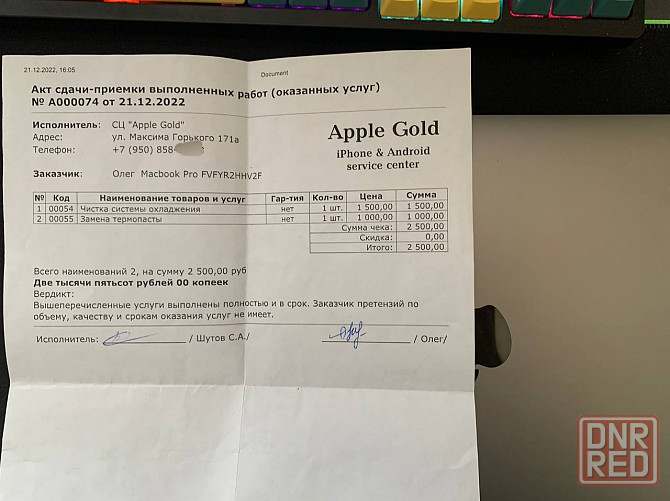 21.12.2022, 16:05
Document
Акт сдачи-приемки выполненных работ (оказанных услуг)
№ А000074 от 21.12.2022
Исполнитель: СЦ "Apple Gold"
Адрес: ул. Максима Горького 171а
Телефон: +7 (950) 858-
Apple Gold
iPhone & Android
service center
Заказчик: Олег Macbook Pro FVFYR2HHV2F
№ Код Наименование товаров и услуг Гар-тия Кол-во Цена Сумма
1 00054 Чистка системы охлаждения нет 1 шт. 1 500,00 1 500,00
2 00055 Замена термопасты нет 1 шт. 1 000,00 1 000,00
Сумма чека: 2 500,00
Скидка: 0,00
Итого: 2 500,00
Всего наименований 2, на сумму 2 500,00 руб
Две тысячи пятьсот рублей 00 копеек
Вердикт:
Вышеперечисленные услуги выполнены полностью и в срок. Заказчик претензий по
объему, качеству и срокам оказания услуг не имеет.
Исполнитель: / Шутов С.А./ / Олег/
DNR
RED